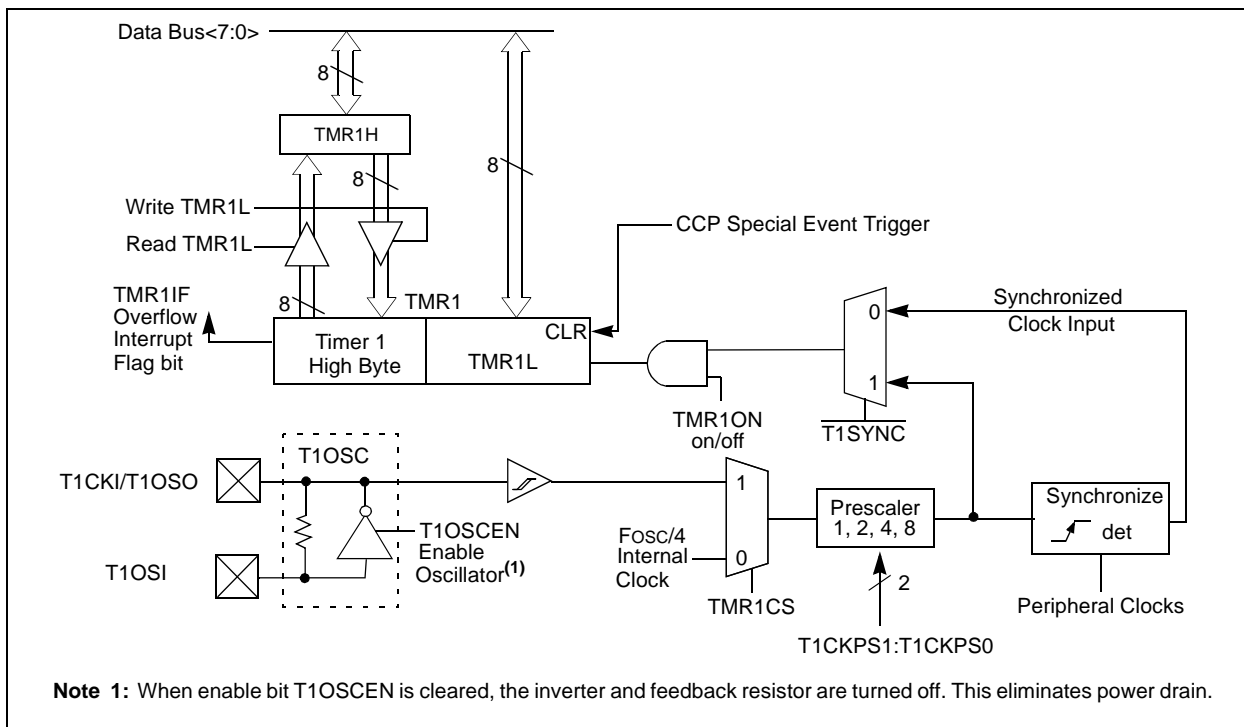 Data Bus<7:0>
8
TMR1H
8
8
Write TMR1L
Read TMR1L
CCP Special Event Trigger
8
TMR1
TMR1IF
Overflow
Interrupt
Flag bit
Timer 1
High Byte
TMR1L
CLR
0
1
Synchronized
Clock Input
TMR1ON
on/off
T1SYNC
T1OSC
T1CKI/T1OSO
T1OSI
T1OSCEN
Enable
Oscillator(1)
FOSC/4
Internal
Clock
1
0
TMR1CS
Prescaler
1, 2, 4, 8
2
T1CKPS1:T1CKPS0
Synchronize
det
Peripheral Clocks
Note 1: When enable bit T1OSCEN is cleared, the inverter and feedback resistor are turned off. This eliminates power drain.